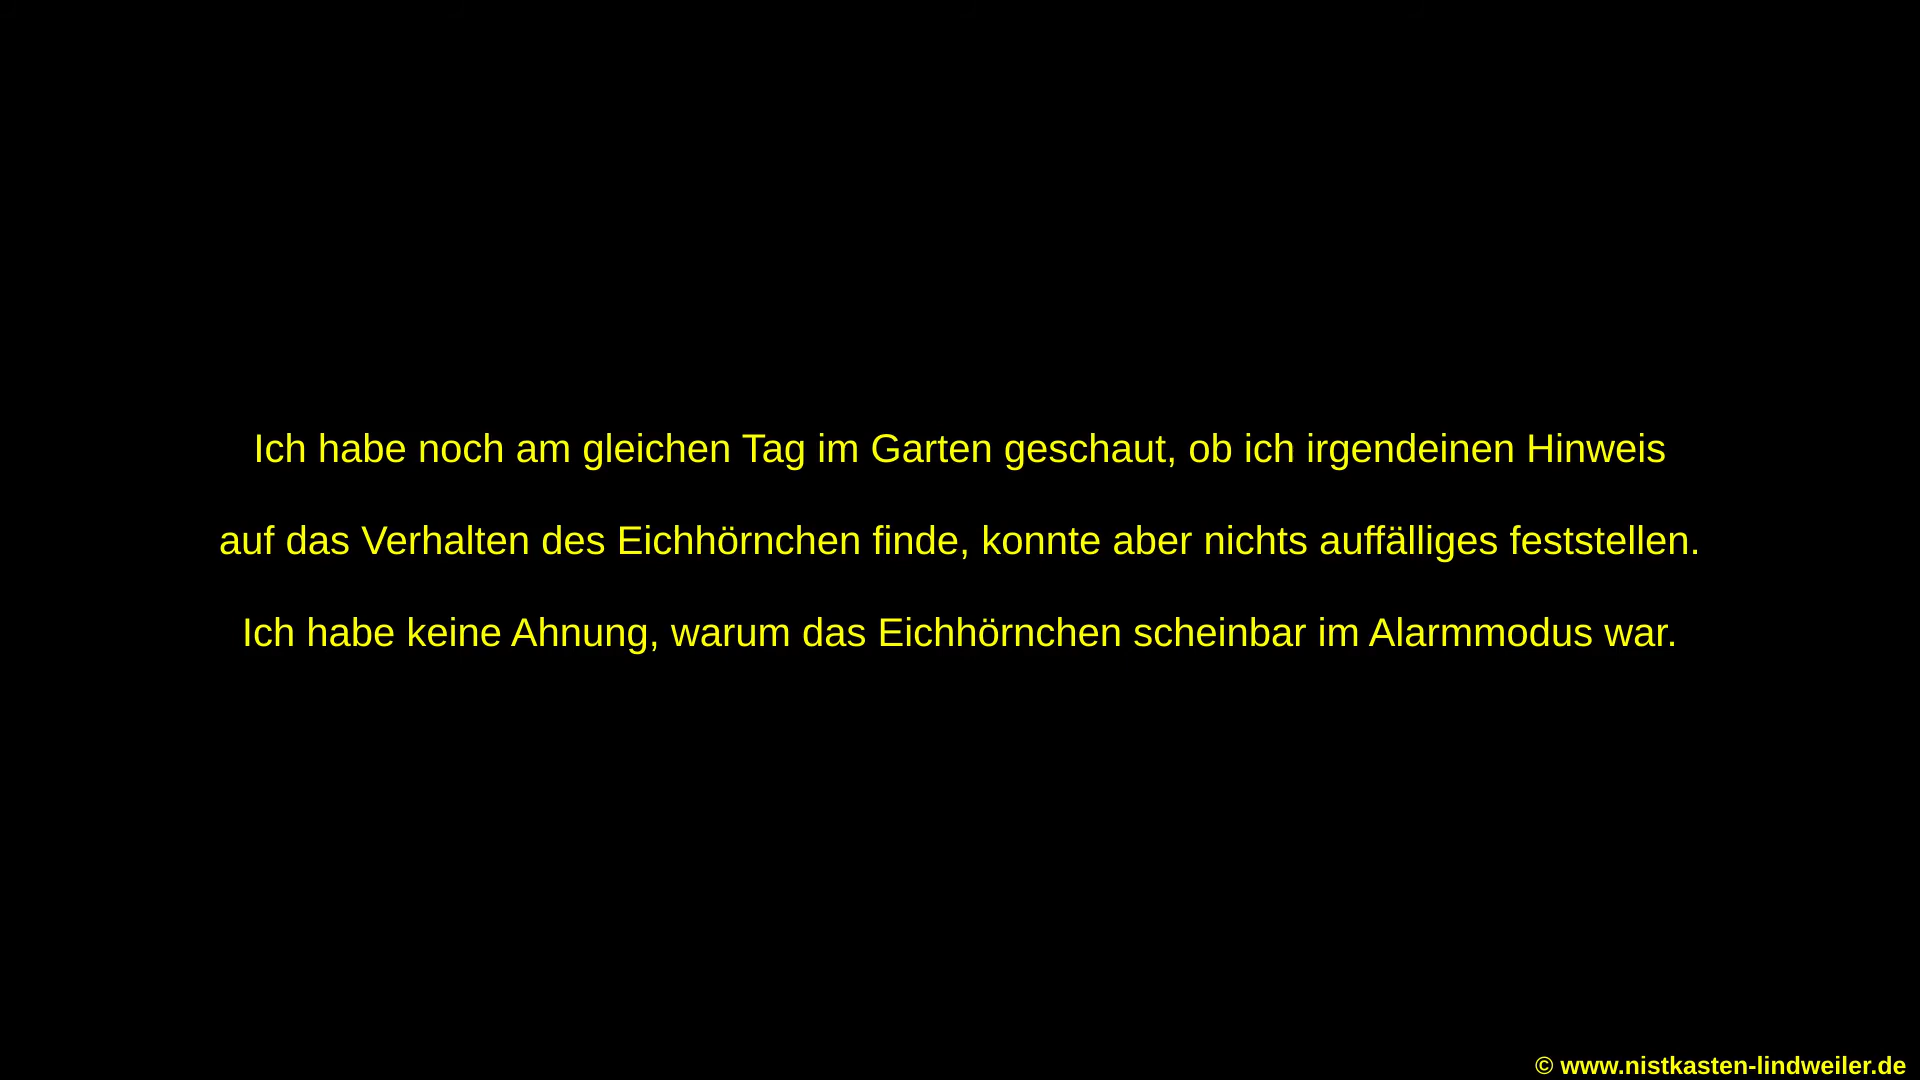 Ich habe noch am gleichen Tag im Garten geschaut, ob ich irgendeinen Hinweis
auf das Verhalten des Eichhörnchen finde, konnte aber nichts auffälliges feststellen.
Ich habe keine Ahnung, warum das Eichhörnchen scheinbar im Alarmmodus war.
© www.nistkasten-lindweiler.de